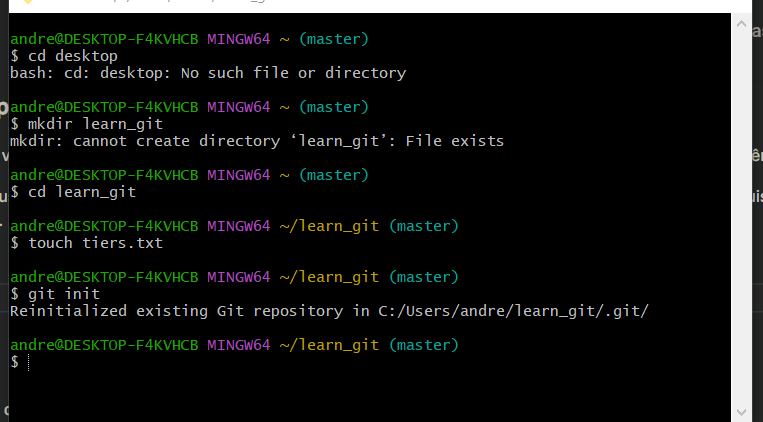 andre@DESKTOP-F4KVHCB MINGW64 ~ (master)
$ cd desktop
bash: cd: desktop: No such file or directory
andre@DESKTOP-F4KVHCB MINGW64 ~ (master)
$ mkdir learn_git
mkdir: cannot create directory ‘learn_git’: File exists
andre@DESKTOP-F4KVHCB MINGW64 ~ (master)
$ cd learn_git
andre@DESKTOP-F4KVHCB MINGW64 ~/learn_git (master)
$ touch tiers.txt
andre@DESKTOP-F4KVHCB MINGW64 ~/learn_git (master)
$ git init
Reinitialized existing Git repository in C:/Users/andre/learn_git/.git/
andre@DESKTOP-F4KVHCB MINGW64 ~/learn_git (master)
$